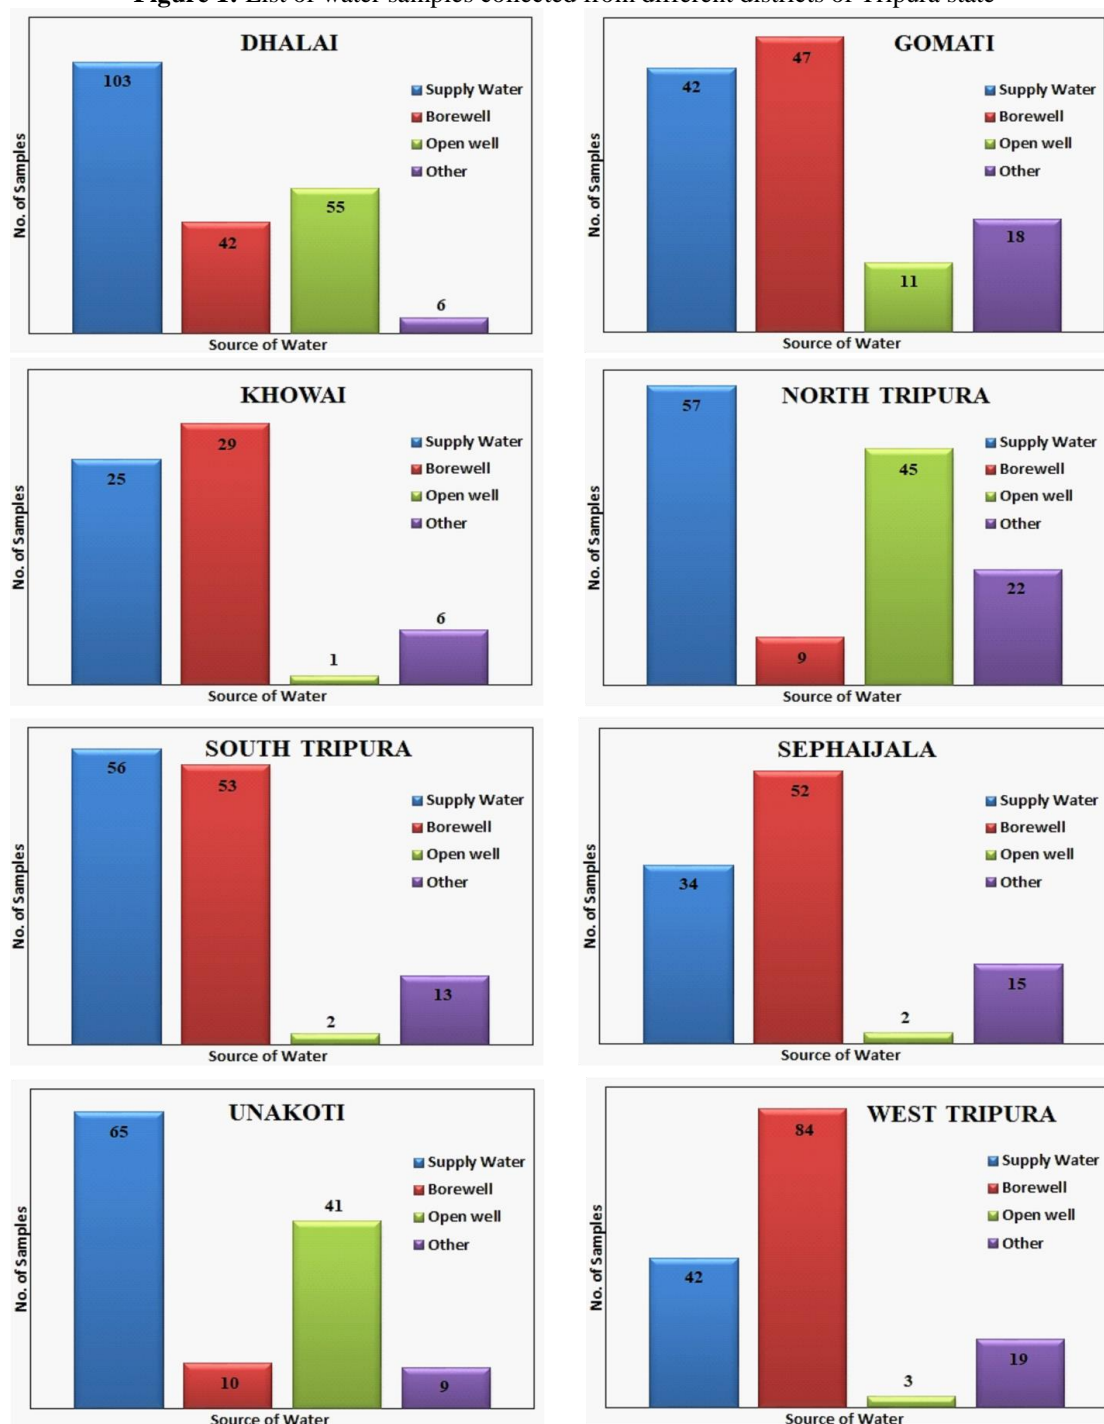 Figure 1: List of water samples collected from different districts of Tripura state
DHALAI
No. of Samples
103
42
55
6
Supply Water
Borewell
Open well
Other
Source of Water
GOMATI
No. of Samples
42
47
11
18
Supply Water
Borewell
Open well
Other
Source of Water
KHOWAI
No. of Samples
25
29
1
6
Supply Water
Borewell
Open well
Other
Source of Water
NORTH TRIPURA
No. of Samples
57
9
45
22
Supply Water
Borewell
Open well
Other
Source of Water
SOUTH TRIPURA
No. of Samples
56
53
2
13
Supply Water
Borewell
Open well
Other
Source of Water
SEPHAIJALA
No. of Samples
34
52
2
15
Supply Water
Borewell
Open well
Other
Source of Water
UNAKOTI
No. of Samples
65
10
41
9
Supply Water
Borewell
Open well
Other
Source of Water
WEST TRIPURA
No. of Samples
42
84
3
19
Supply Water
Borewell
Open well
Other
Source of Water